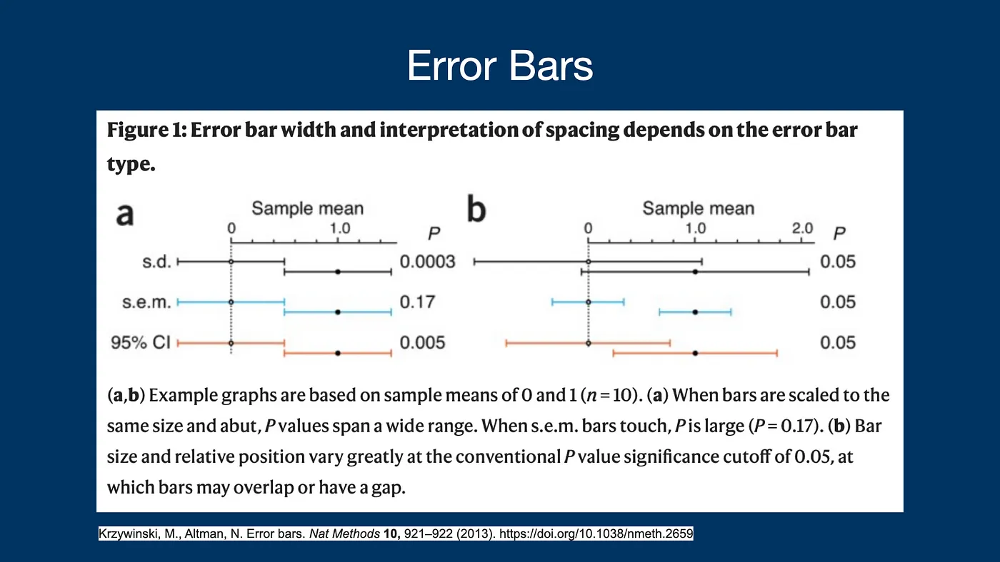 Error Bars
Figure 1: Error bar width and interpretation of spacing depends on the error bar
type.
a
Sample mean
0 1.0 P
s.d. 0.0003
s.e.m. 0.17
95% CI 0.005
b
Sample mean
0 1.0 2.0 P
0.05
0.05
0.05
(a,b) Example graphs are based on sample means of 0 and 1 (n = 10). (a) When bars are scaled to the
same size and abut, P values span a wide range. When s.e.m. bars touch, P is large (P = 0.17). (b) Bar
size and relative position vary greatly at the conventional P value significance cutoff of 0.05, at
which bars may overlap or have a gap.
Krzywinski, M., Altman, N. Error bars. Nat Methods 10, 921–922 (2013). https://doi.org/10.1038/nmeth.2659